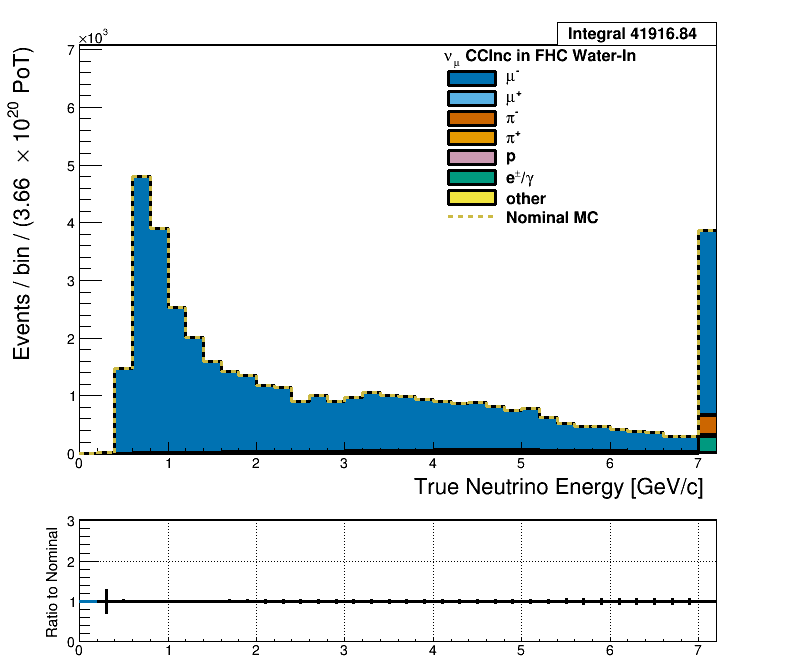 Integral 41916.84
×10³
ν_μ CCInc in FHC Water-In
μ⁻
μ⁺
π⁻
π⁺
p
e^±/γ
other
Nominal MC
Events / bin / (3.66 × 10²⁰ PoT)
7
6
5
4
3
2
1
0
0 1 2 3 4 5 6 7
True Neutrino Energy [GeV/c]
Ratio to Nominal
3
2
1
0
0 1 2 3 4 5 6 7